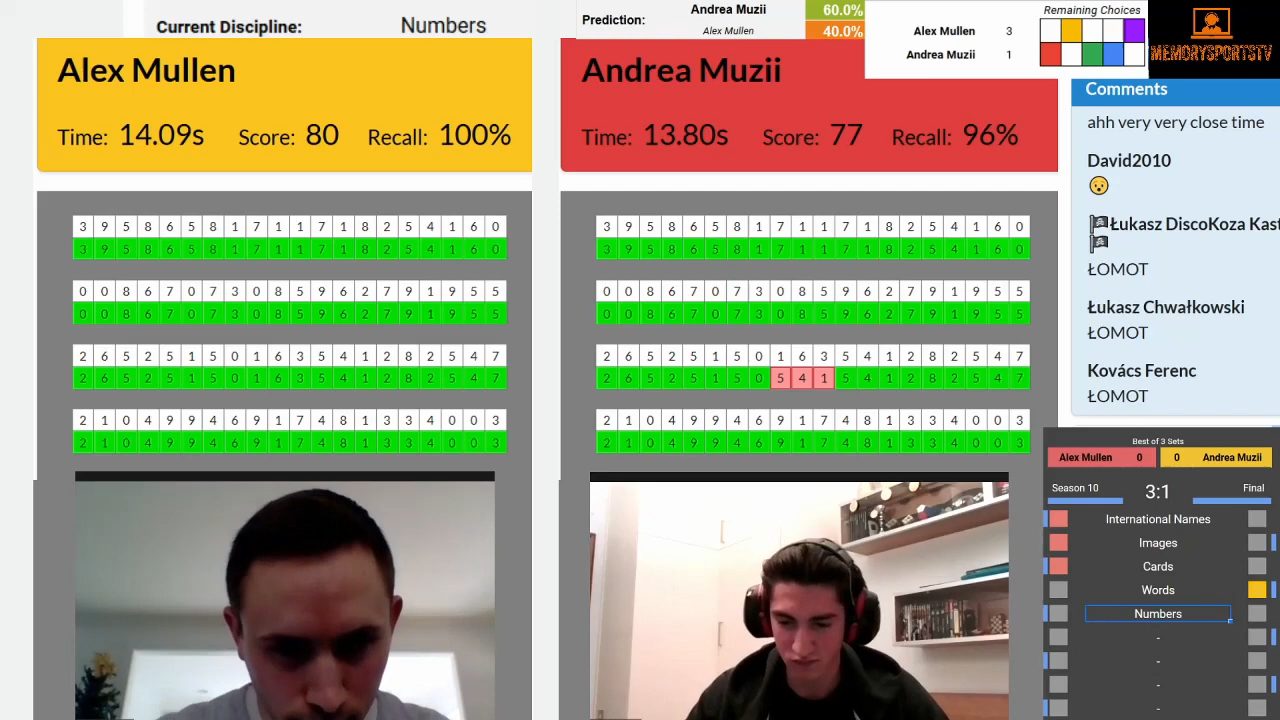 Current Discipline: Numbers
Prediction:
Andrea Muzii 60.0%
Alex Mullen 40.0%
Alex Mullen 3
Andrea Muzii 1
Remaining Choices
MEMORYSPORTSTV
Alex Mullen
Time: 14.09s Score: 80 Recall: 100%
3 9 5 8 6 5 8 1 7 1 1 7 1 8 2 5 4 1 6 0
3 9 5 8 6 5 8 1 7 1 1 7 1 8 2 5 4 1 6 0
0 0 8 6 7 0 7 3 0 8 5 9 6 2 7 9 1 9 5 5
0 0 8 6 7 0 7 3 0 8 5 9 6 2 7 9 1 9 5 5
2 6 5 2 5 1 5 0 1 6 3 5 4 1 2 8 2 5 4 7
2 6 5 2 5 1 5 0 1 6 3 5 4 1 2 8 2 5 4 7
2 1 0 4 9 9 4 6 9 1 7 4 8 1 3 3 4 0 0 3
2 1 0 4 9 9 4 6 9 1 7 4 8 1 3 3 4 0 0 3
Andrea Muzii
Time: 13.80s Score: 77 Recall: 96%
3 9 5 8 6 5 8 1 7 1 1 7 1 8 2 5 4 1 6 0
3 9 5 8 6 5 8 1 7 1 1 7 1 8 2 5 4 1 6 0
0 0 8 6 7 0 7 3 0 8 5 9 6 2 7 9 1 9 5 5
0 0 8 6 7 0 7 3 0 8 5 9 6 2 7 9 1 9 5 5
2 6 5 2 5 1 5 0 1 6 3 5 4 1 2 8 2 5 4 7
2 6 5 2 5 1 5 0 5 4 1 5 4 1 2 8 2 5 4 7
2 1 0 4 9 9 4 6 9 1 7 4 8 1 3 3 4 0 0 3
2 1 0 4 9 9 4 6 9 1 7 4 8 1 3 3 4 0 0 3
Comments
ahh very very close time
David2010
Łukasz DiscoKoza Kast
ŁOMOT
Łukasz Chwałkowski
ŁOMOT
Kovács Ferenc
ŁOMOT
Best of 3 Sets
Alex Mullen 0 0 Andrea Muzii
Season 10 3:1 Final
International Names
Images
Cards
Words
Numbers
-
-
-
-